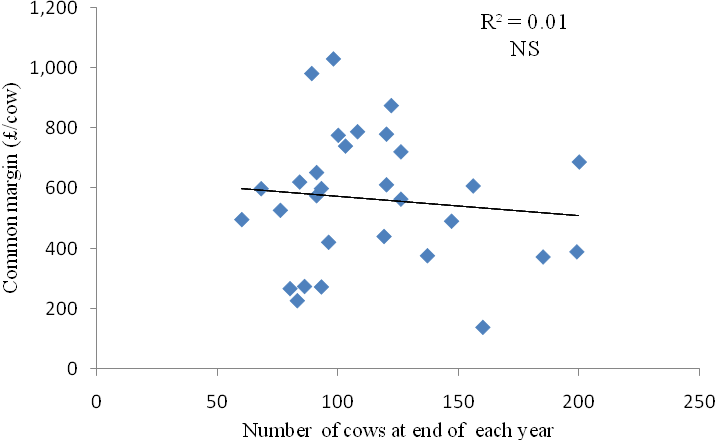 1,200
R² = 0.01
NS
1,000
800
600
400
200
0
Common margin (£/cow)
0 50 100 150 200 250
Number of cows at end of each year